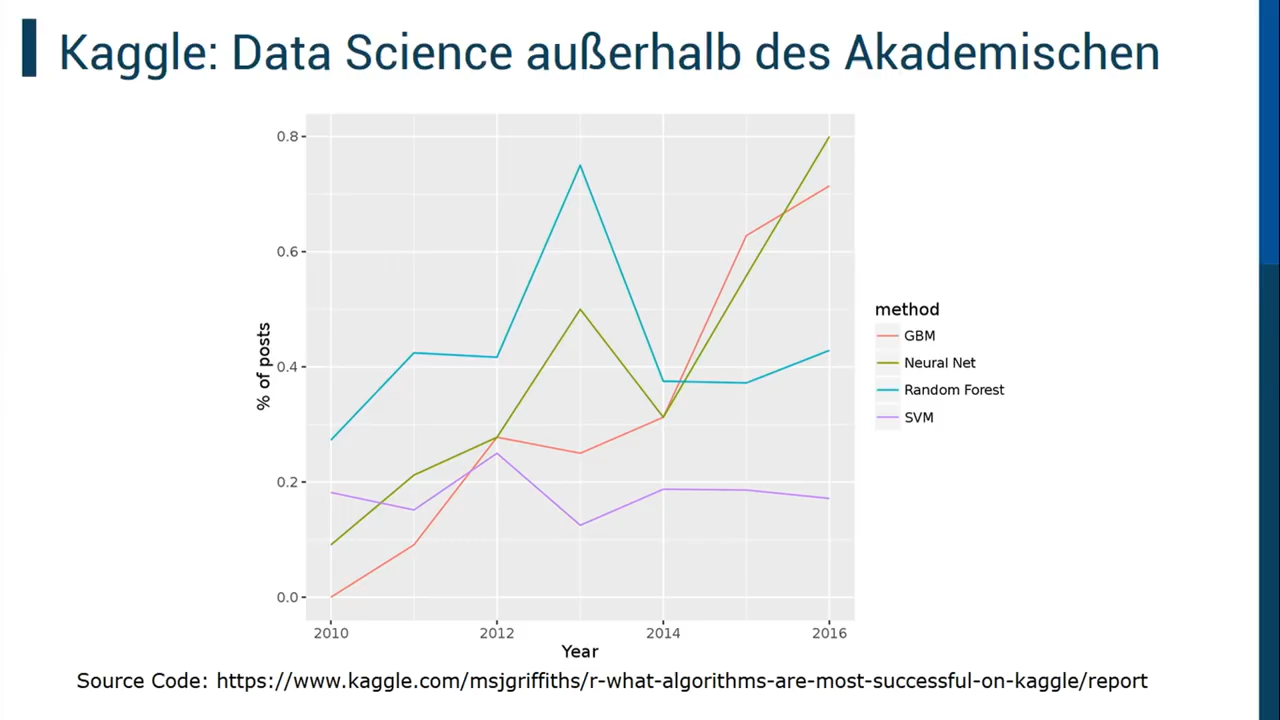 Kaggle: Data Science außerhalb des Akademischen
0.8
0.6
0.4
0.2
0.0
% of posts
2010 2012 2014 2016
Year
method
GBM
Neural Net
Random Forest
SVM
Source Code: https://www.kaggle.com/msjgriffiths/r-what-algorithms-are-most-successful-on-kaggle/report